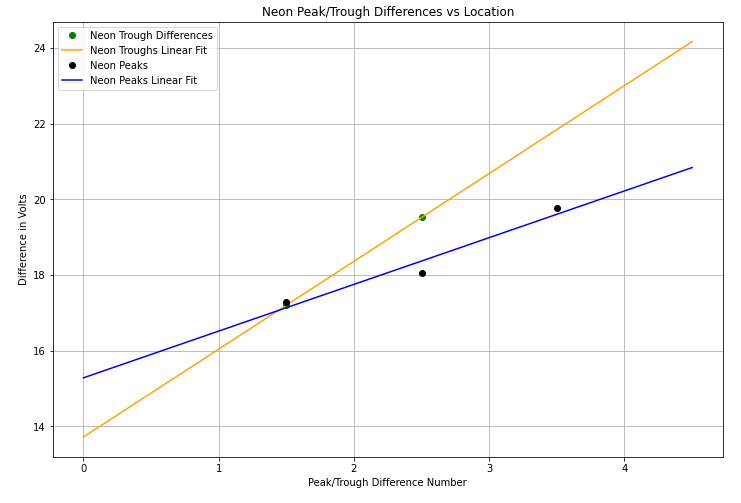 Neon Peak/Trough Differences vs Location
Neon Trough Differences
Neon Troughs Linear Fit
Neon Peaks
Neon Peaks Linear Fit
24
22
20
18
16
14
Difference in Volts
0 1 2 3 4
Peak/Trough Difference Number